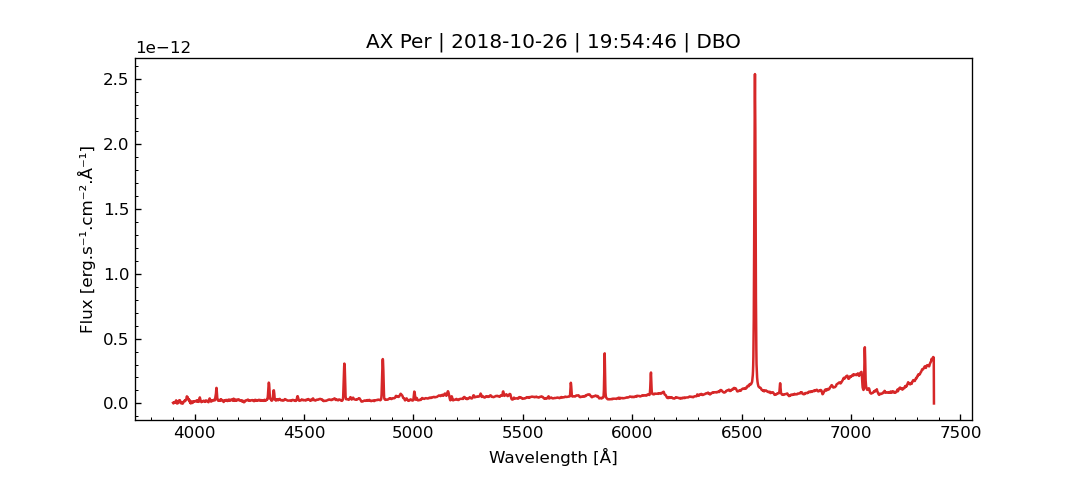 AX Per | 2018-10-26 | 19:54:46 | DBO
1e−12
2.5
2.0
1.5
1.0
0.5
0.0
Flux [erg.s⁻¹.cm⁻².Å⁻¹]
4000 4500 5000 5500 6000 6500 7000 7500
Wavelength [Å]